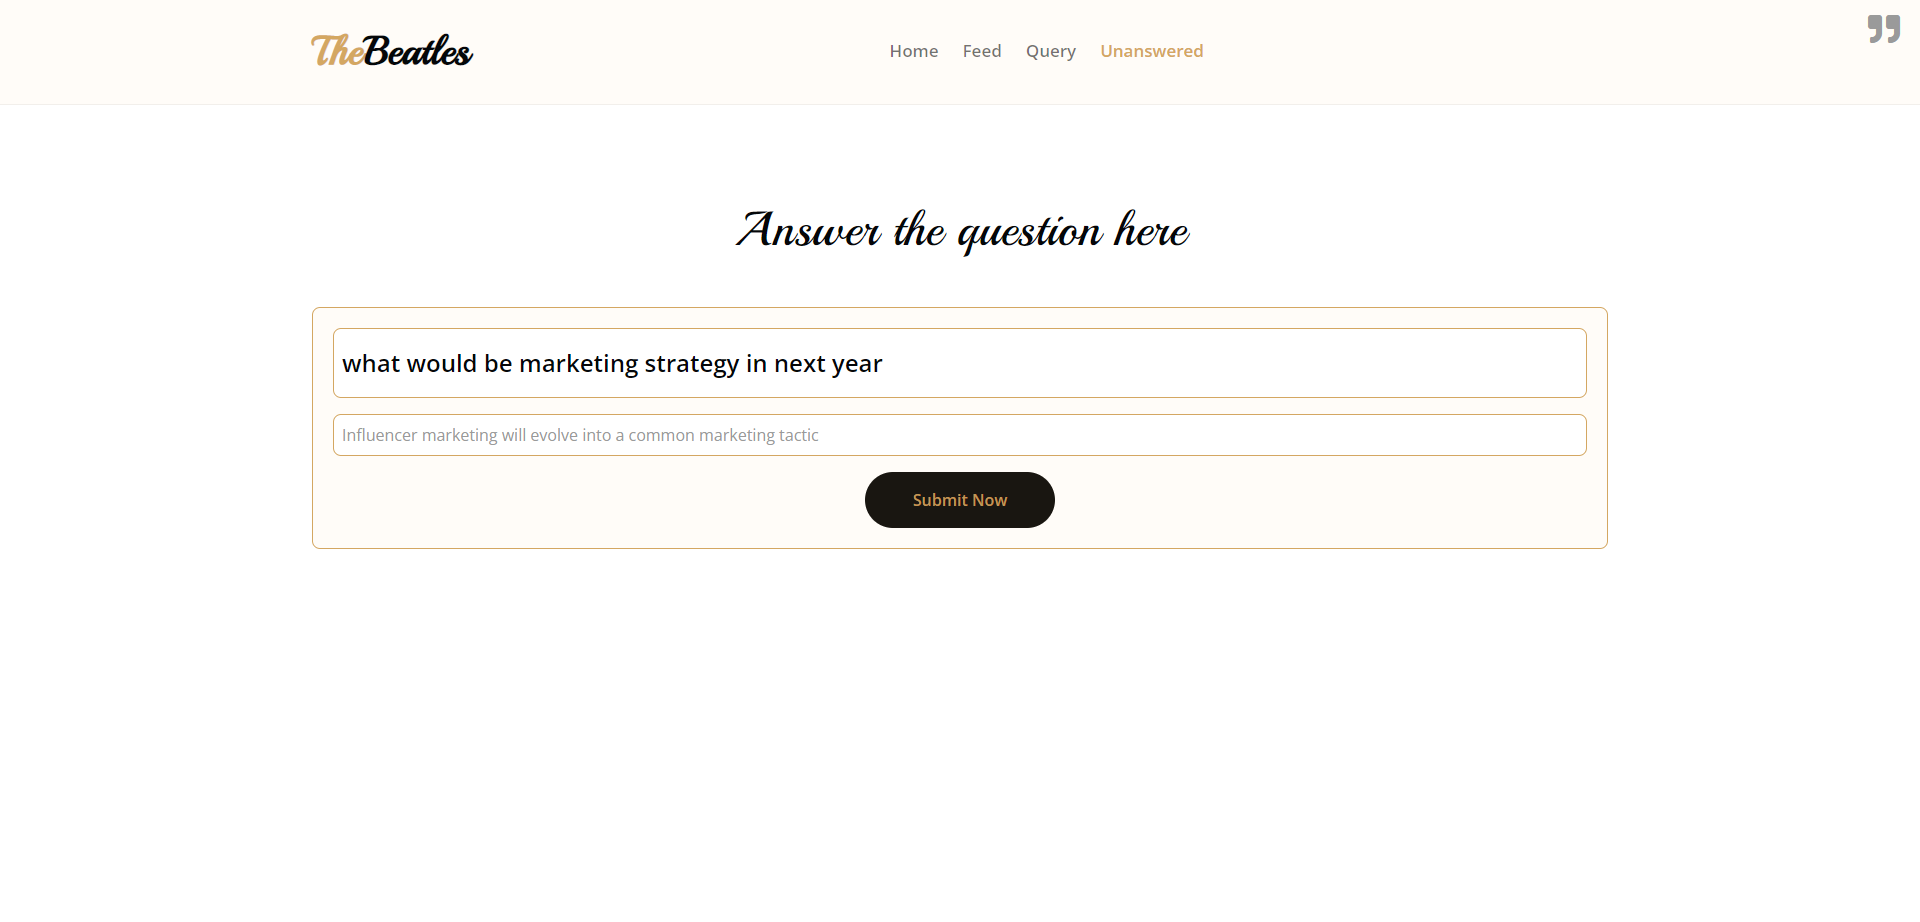 TheBeatles
Home Feed Query Unanswered
Answer the question here
what would be marketing strategy in next year
Influencer marketing will evolve into a common marketing tactic
Submit Now